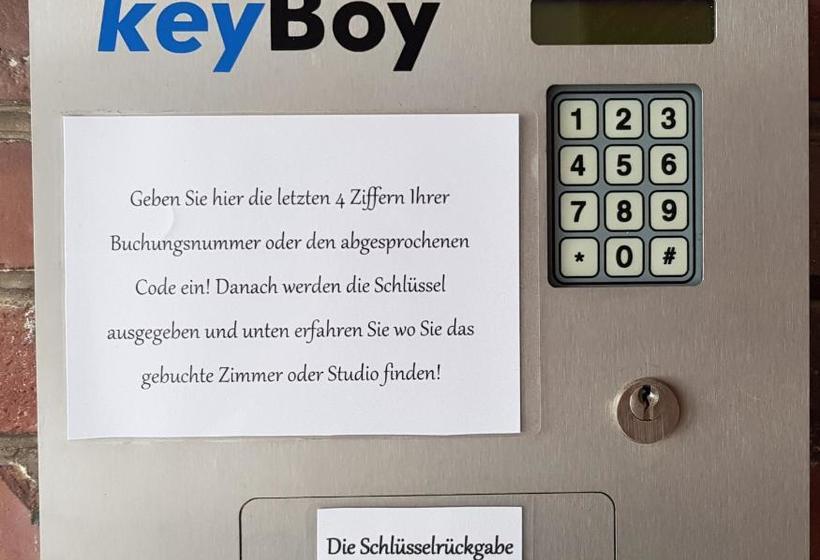 keyBoy
Geben Sie hier die letzten 4 Ziffern Ihrer
Buchungsnummer oder den abgesprochenen
Code ein! Danach werden die Schlüssel
ausgegeben und unten erfahren Sie wo Sie das
gebuchte Zimmer oder Studio finden!
1 2 3
4 5 6
7 8 9
* 0 #
Die Schlüsselrückgabe